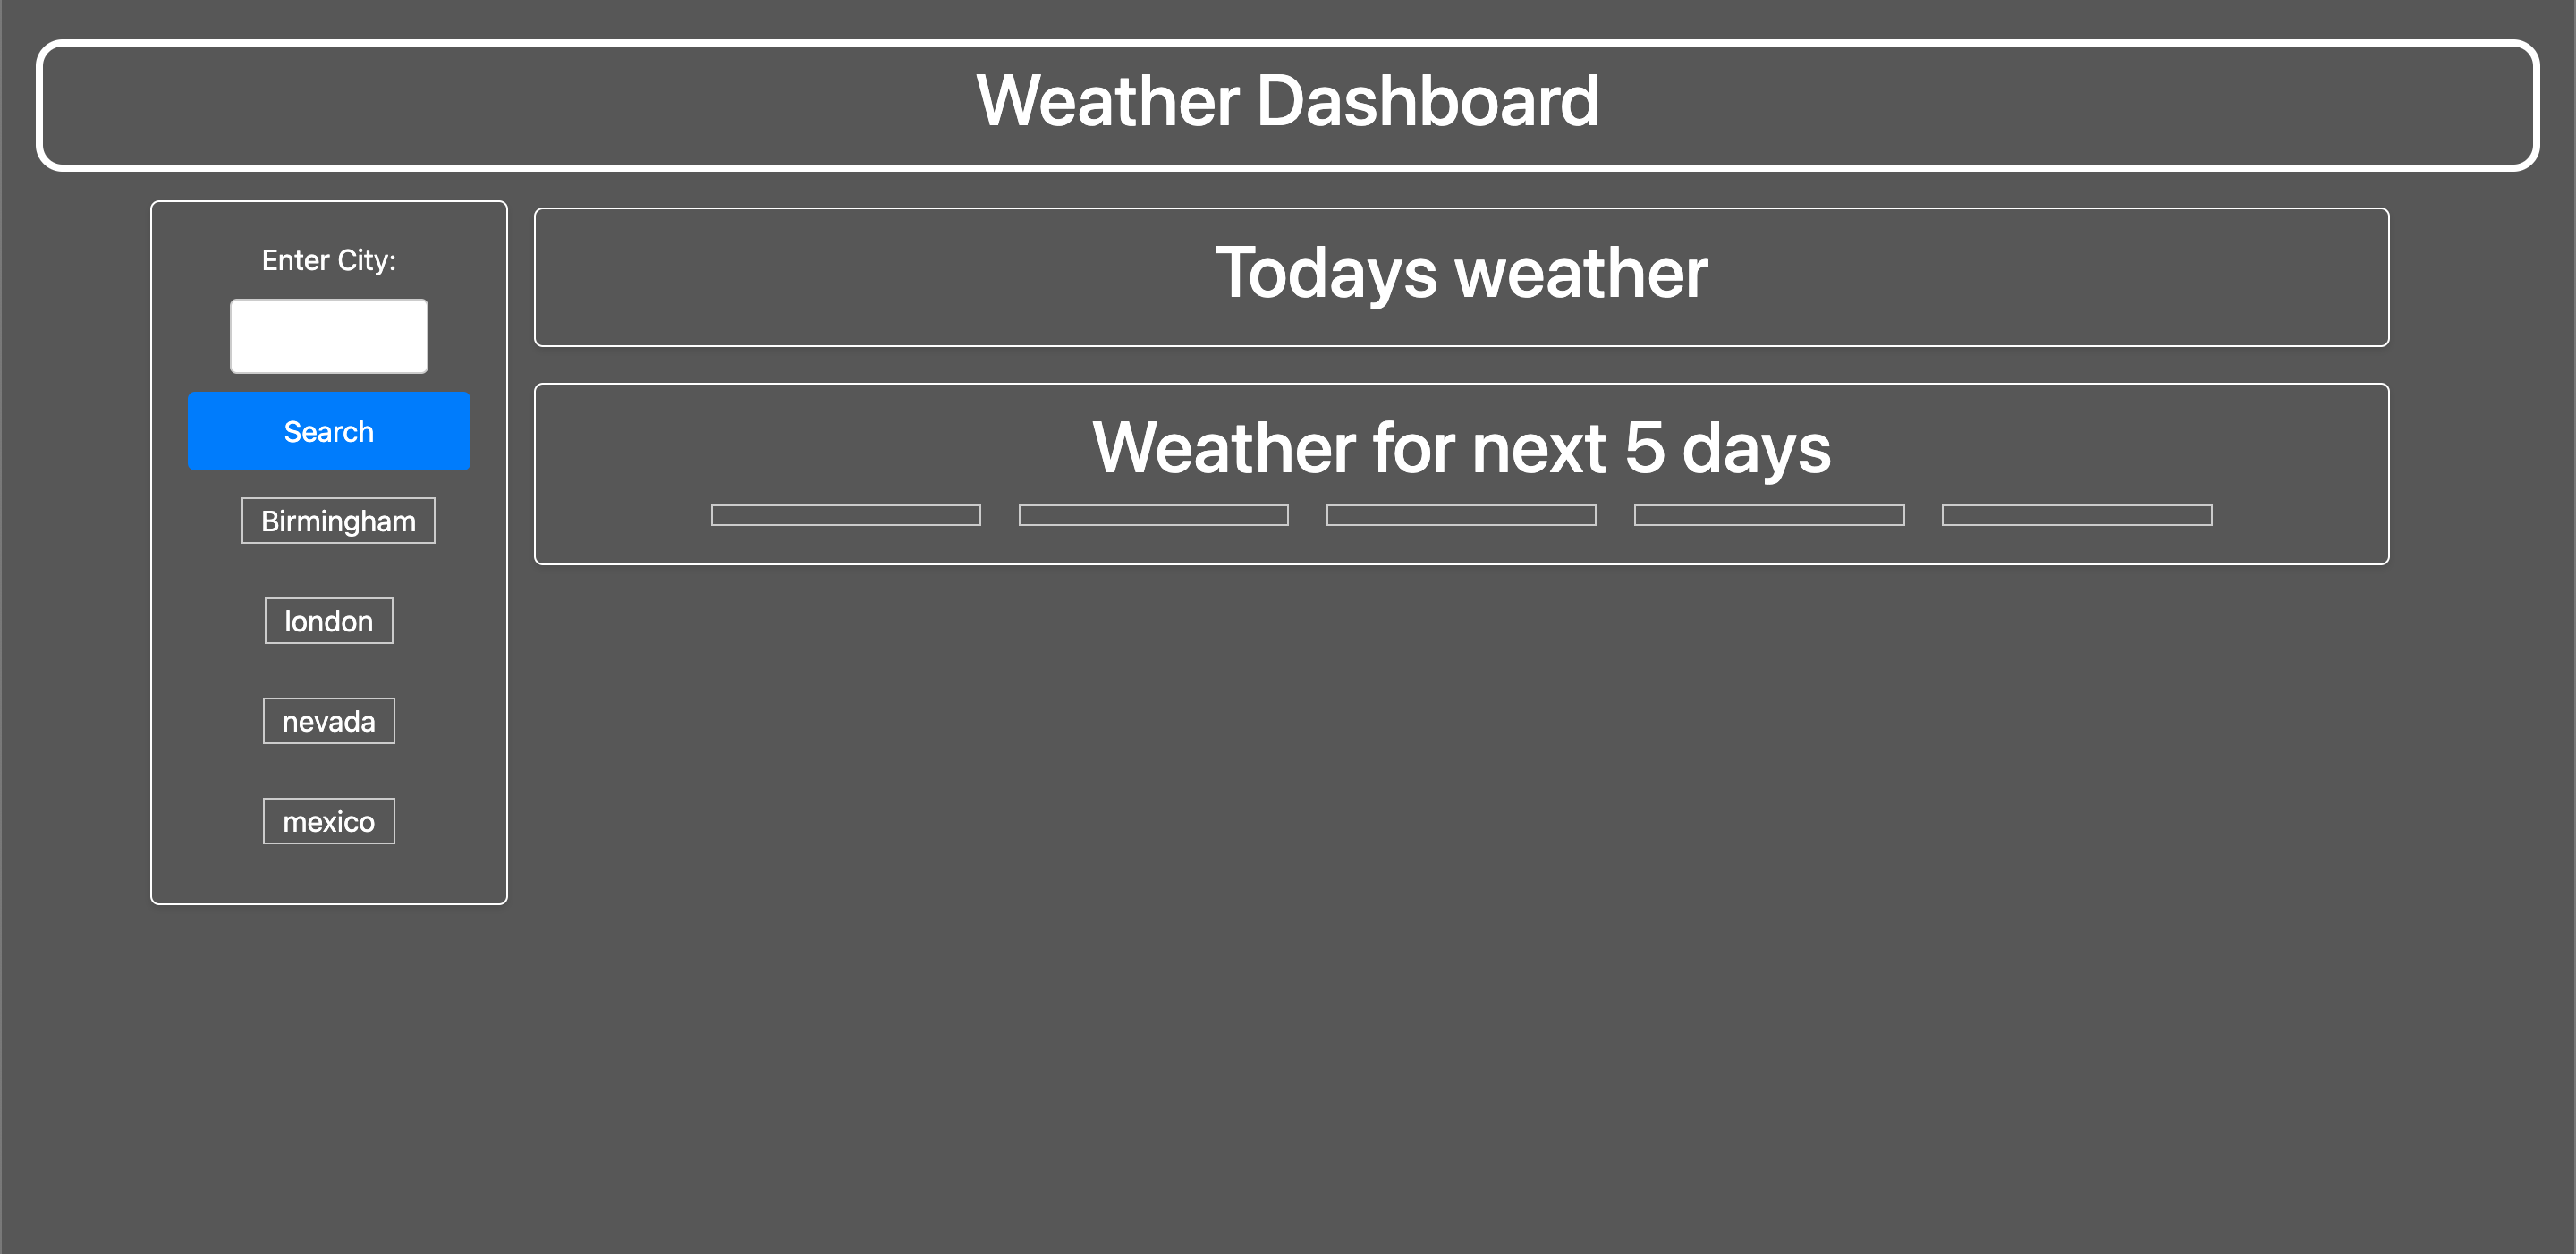 Weather Dashboard
Enter City:
Search
Birmingham
london
nevada
mexico
Todays weather
Weather for next 5 days